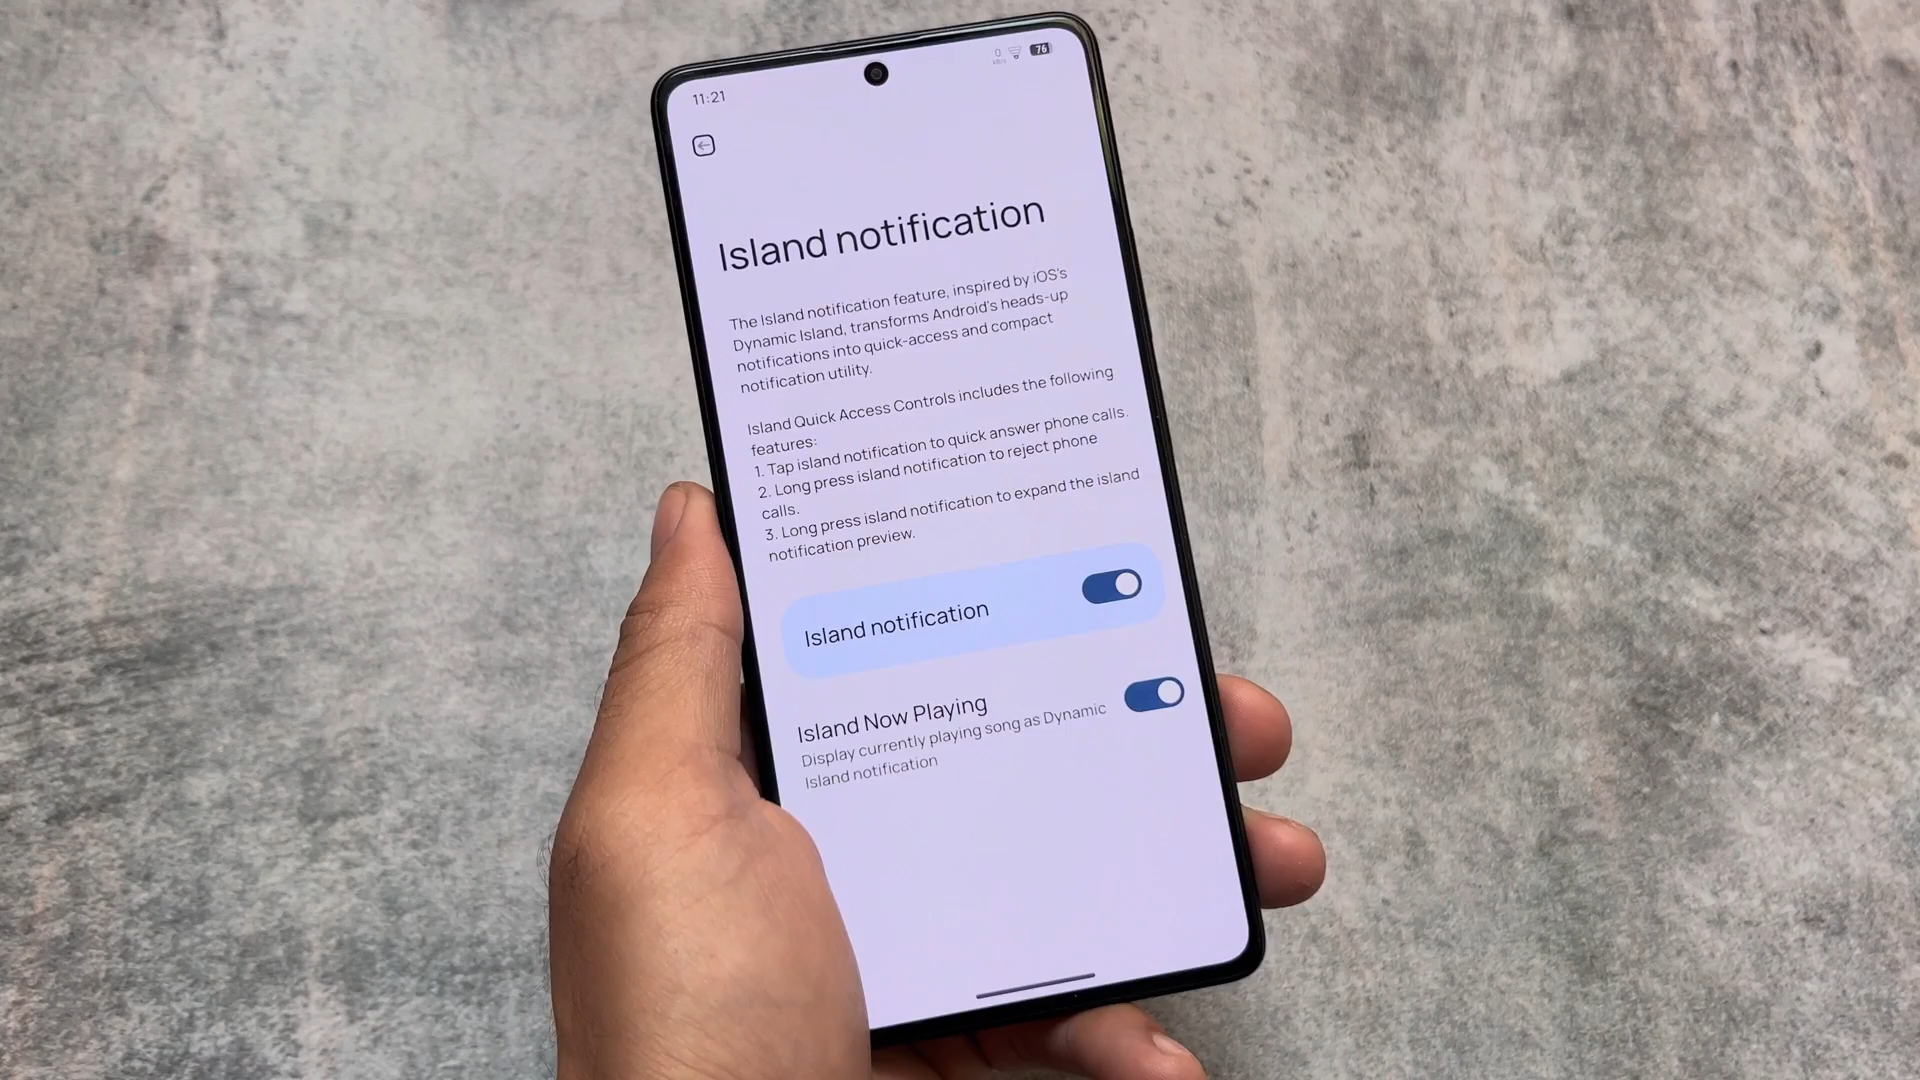 11:21
0
KB/s
76
Island notification
The Island notification feature, inspired by iOS's
Dynamic Island, transforms Android's heads-up
notifications into quick-access and compact
notification utility.
Island Quick Access Controls includes the following
features:
1. Tap island notification to quick answer phone calls.
2. Long press island notification to reject phone
calls.
3. Long press island notification to expand the island
notification preview.
Island notification
Island Now Playing
Display currently playing song as Dynamic
Island notification